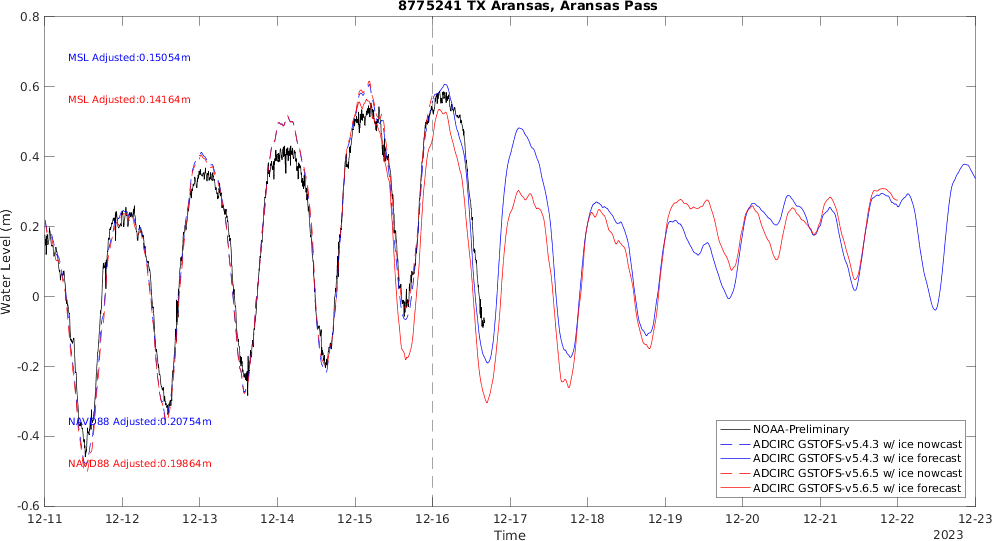 8775241 TX Aransas, Aransas Pass
0.8
0.6
0.4
0.2
0
-0.2
-0.4
-0.6
Water Level (m)
MSL Adjusted:0.15054m
MSL Adjusted:0.14164m
NAVD88 Adjusted:0.20754m
NAVD88 Adjusted:0.19864m
NOAA-Preliminary
ADCIRC GSTOFS-v5.4.3 w/ ice nowcast
ADCIRC GSTOFS-v5.4.3 w/ ice forecast
ADCIRC GSTOFS-v5.6.5 w/ ice nowcast
ADCIRC GSTOFS-v5.6.5 w/ ice forecast
12-11 12-12 12-13 12-14 12-15 12-16 12-17 12-18 12-19 12-20 12-21 12-22 12-23
Time
2023